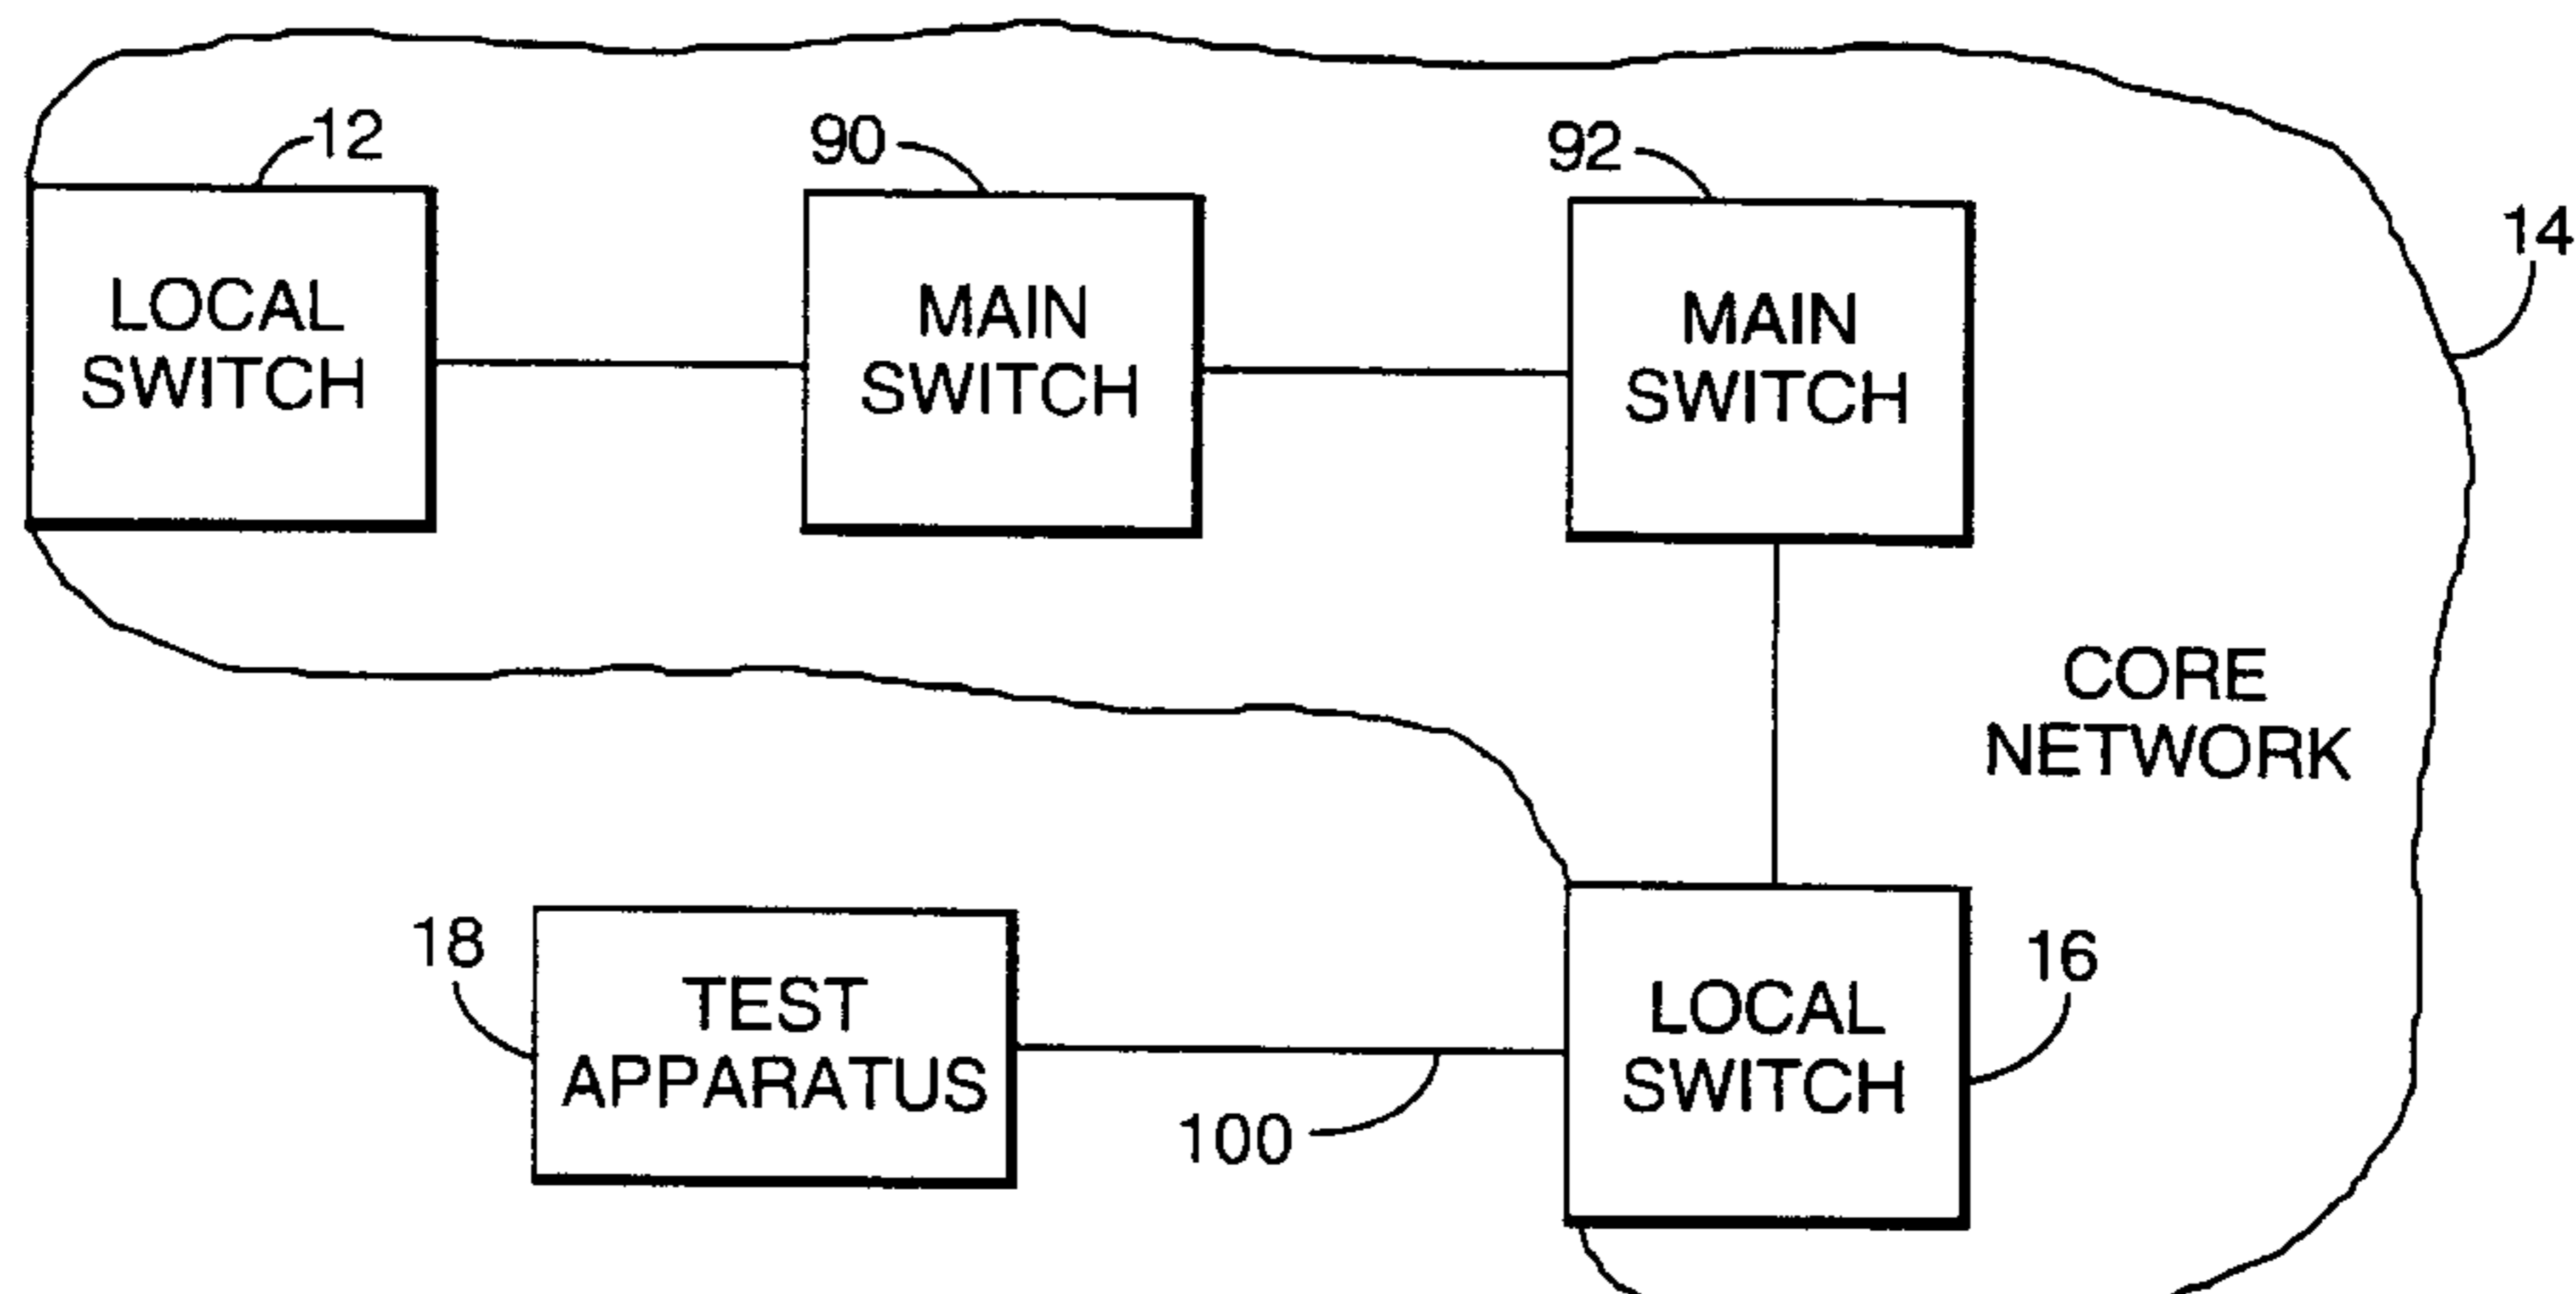 12
90
92
14
LOCAL
SWITCH
MAIN
SWITCH
MAIN
SWITCH
CORE
NETWORK
18
TEST
APPARATUS
100
LOCAL
SWITCH
16